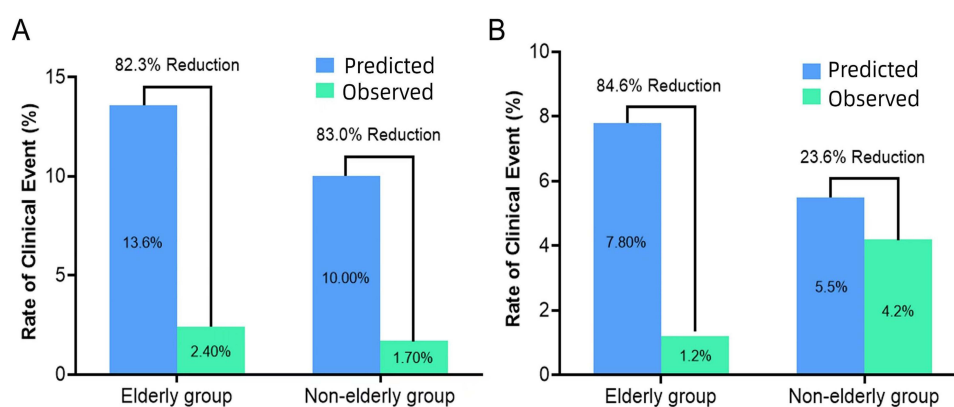 A
Rate of Clinical Event (%)
15
10
5
0
82.3% Reduction
83.0% Reduction
Predicted
Observed
13.6%
2.40%
10.00%
1.70%
Elderly group
Non-elderly group
B
Rate of Clinical Event (%)
10
8
6
4
2
0
84.6% Reduction
23.6% Reduction
Predicted
Observed
7.80%
1.2%
5.5%
4.2%
Elderly group
Non-elderly group